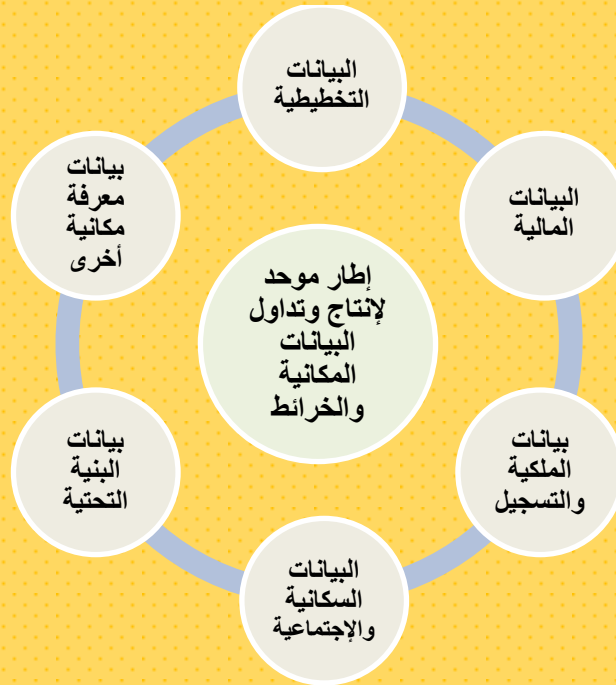 البيانات
التخطيطية
البيانات
المالية
بيانات
الملكية
والتسجيل
البيانات
السكانية
والإجتماعية
بيانات
البنية
التحتية
بيانات
معرفة
مكانية
أخرى
إطار موحد
لإنتاج وتداول
البيانات
المكانية
والخرائط